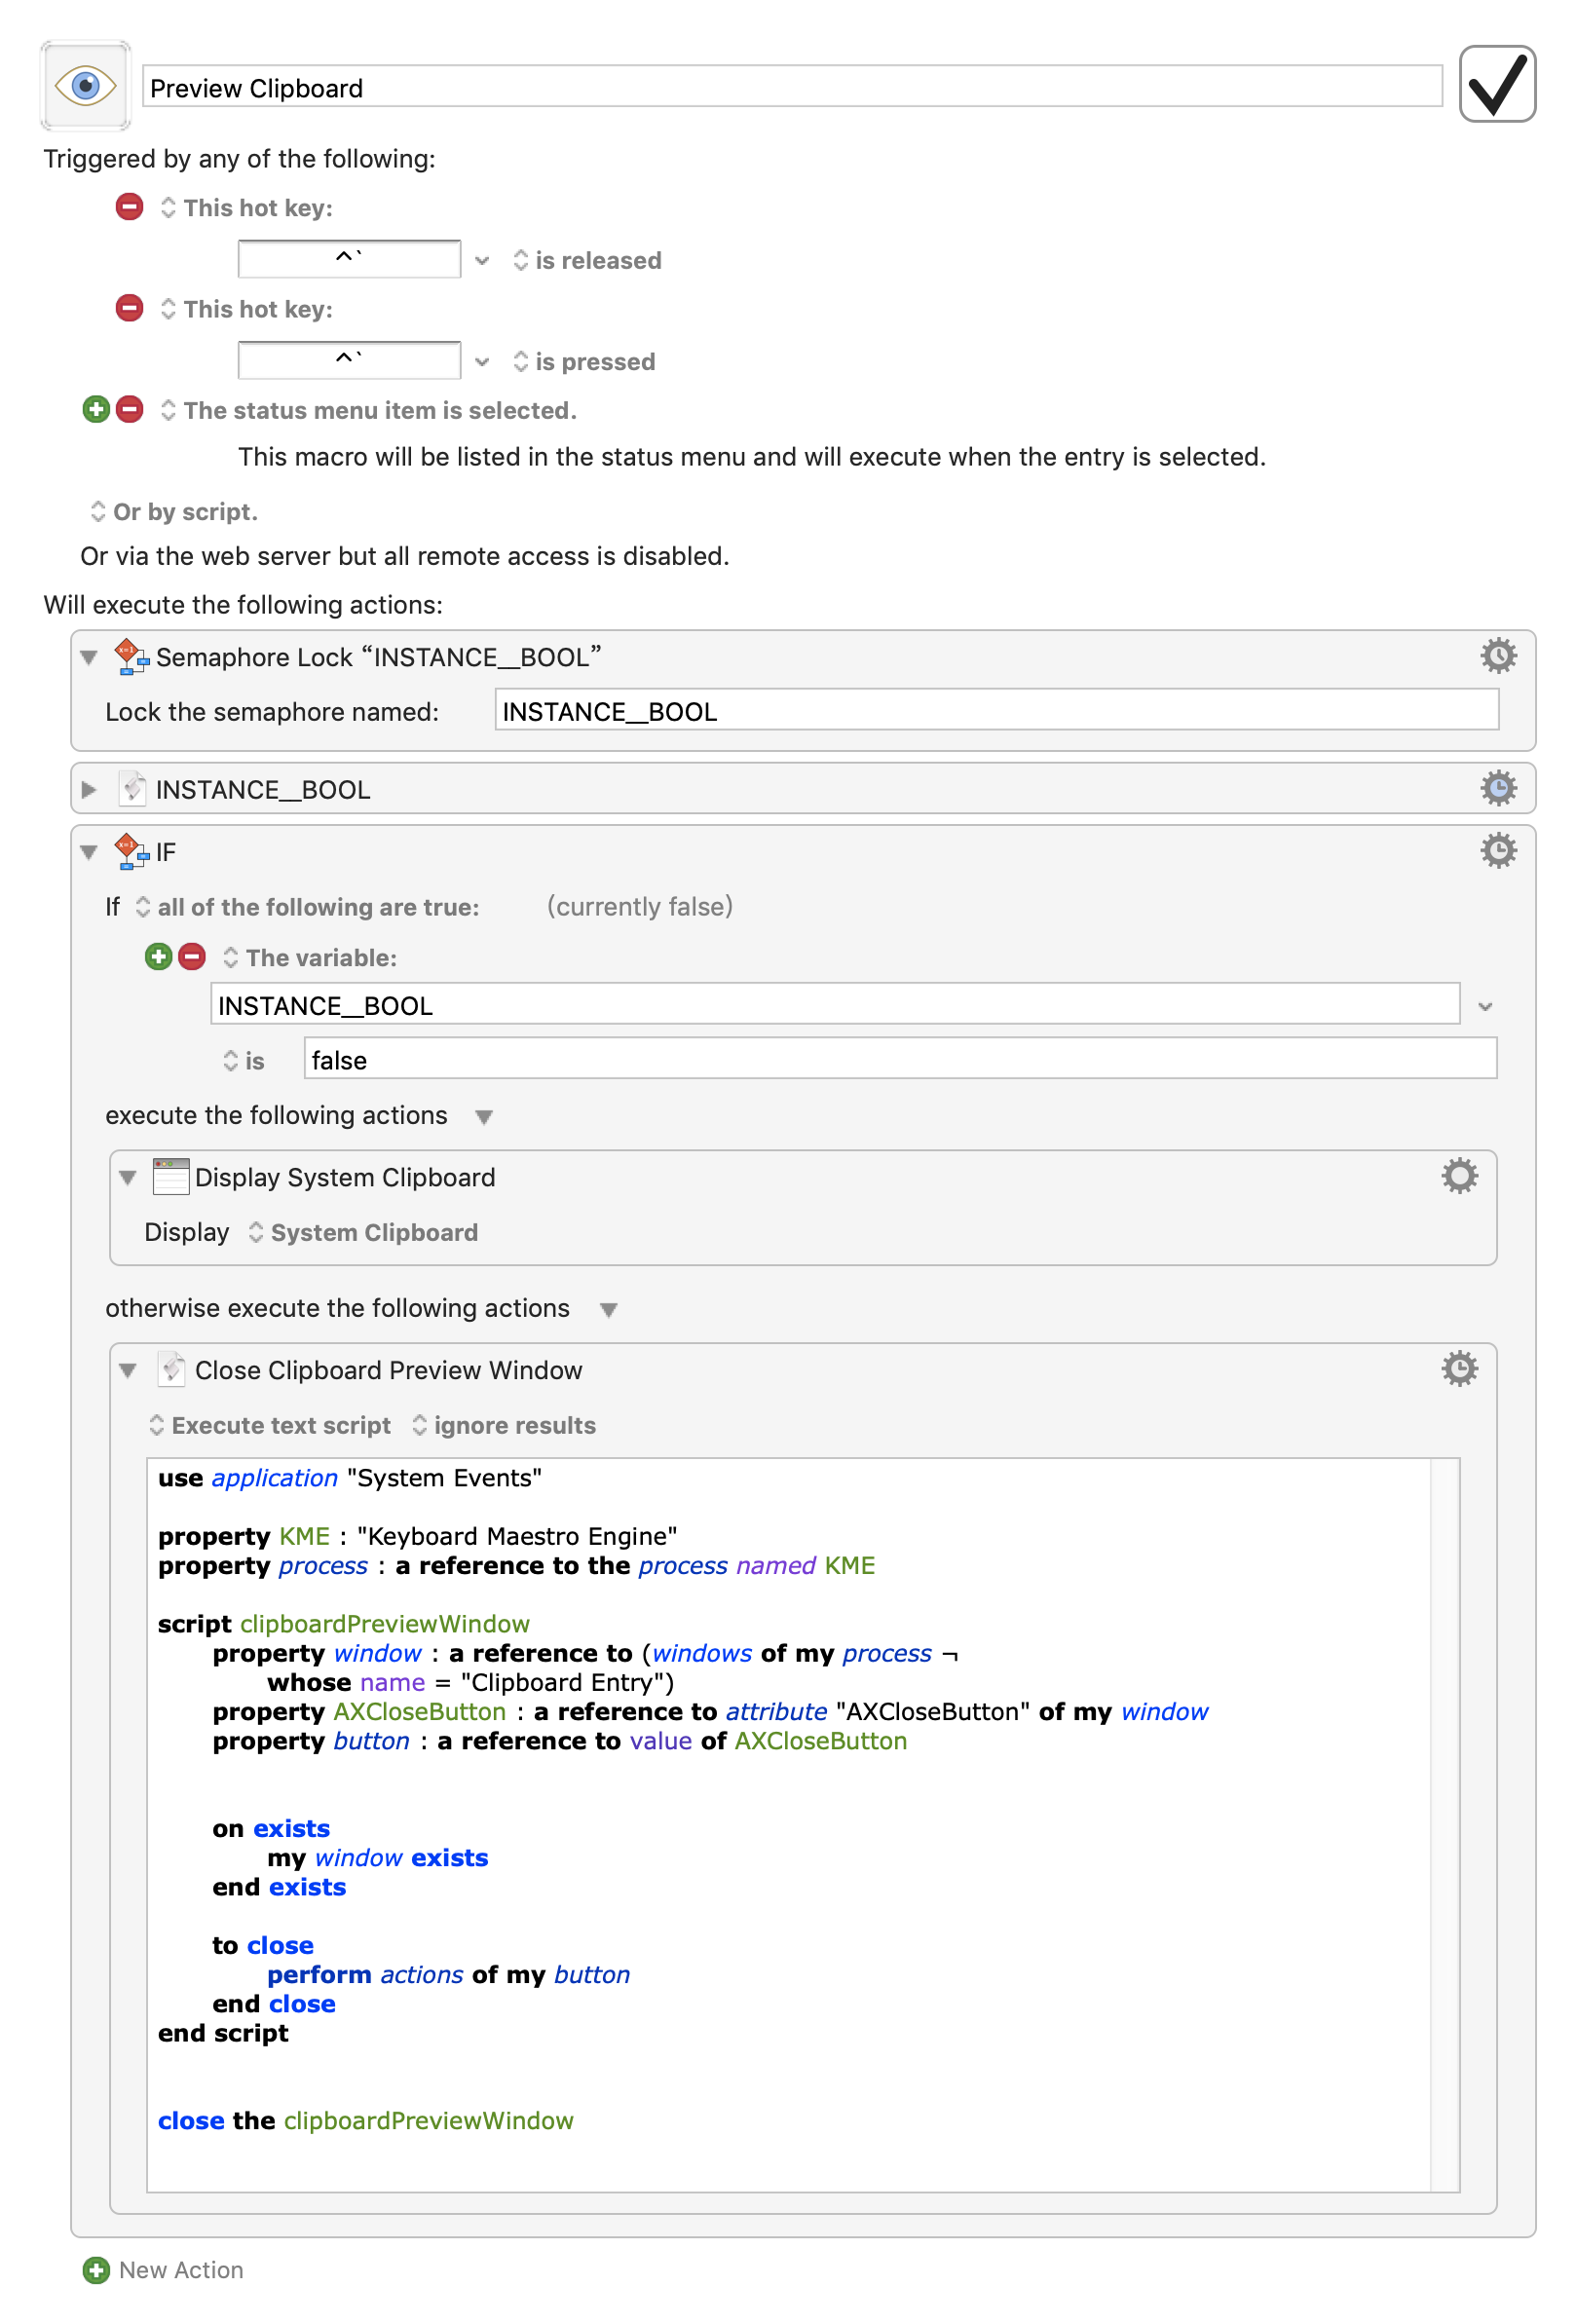 Preview Clipboard
Triggered by any of the following:
This hot key:
^` is released
This hot key:
^` is pressed
The status menu item is selected.
This macro will be listed in the status menu and will execute when the entry is selected.
Or by script.
Or via the web server but all remote access is disabled.
Will execute the following actions:
Semaphore Lock “INSTANCE__BOOL”
Lock the semaphore named: INSTANCE__BOOL
INSTANCE__BOOL
IF
If all of the following are true: (currently false)
The variable:
INSTANCE__BOOL
is false
execute the following actions
Display System Clipboard
Display System Clipboard
otherwise execute the following actions
Close Clipboard Preview Window
Execute text script ignore results
use application "System Events"
property KME : "Keyboard Maestro Engine"
property process : a reference to the process named KME
script clipboardPreviewWindow
property window : a reference to (windows of my process ¬
whose name = "Clipboard Entry")
property AXCloseButton : a reference to attribute "AXCloseButton" of my window
property button : a reference to value of AXCloseButton
on exists
my window exists
end exists
to close
perform actions of my button
end close
end script
close the clipboardPreviewWindow
New Action